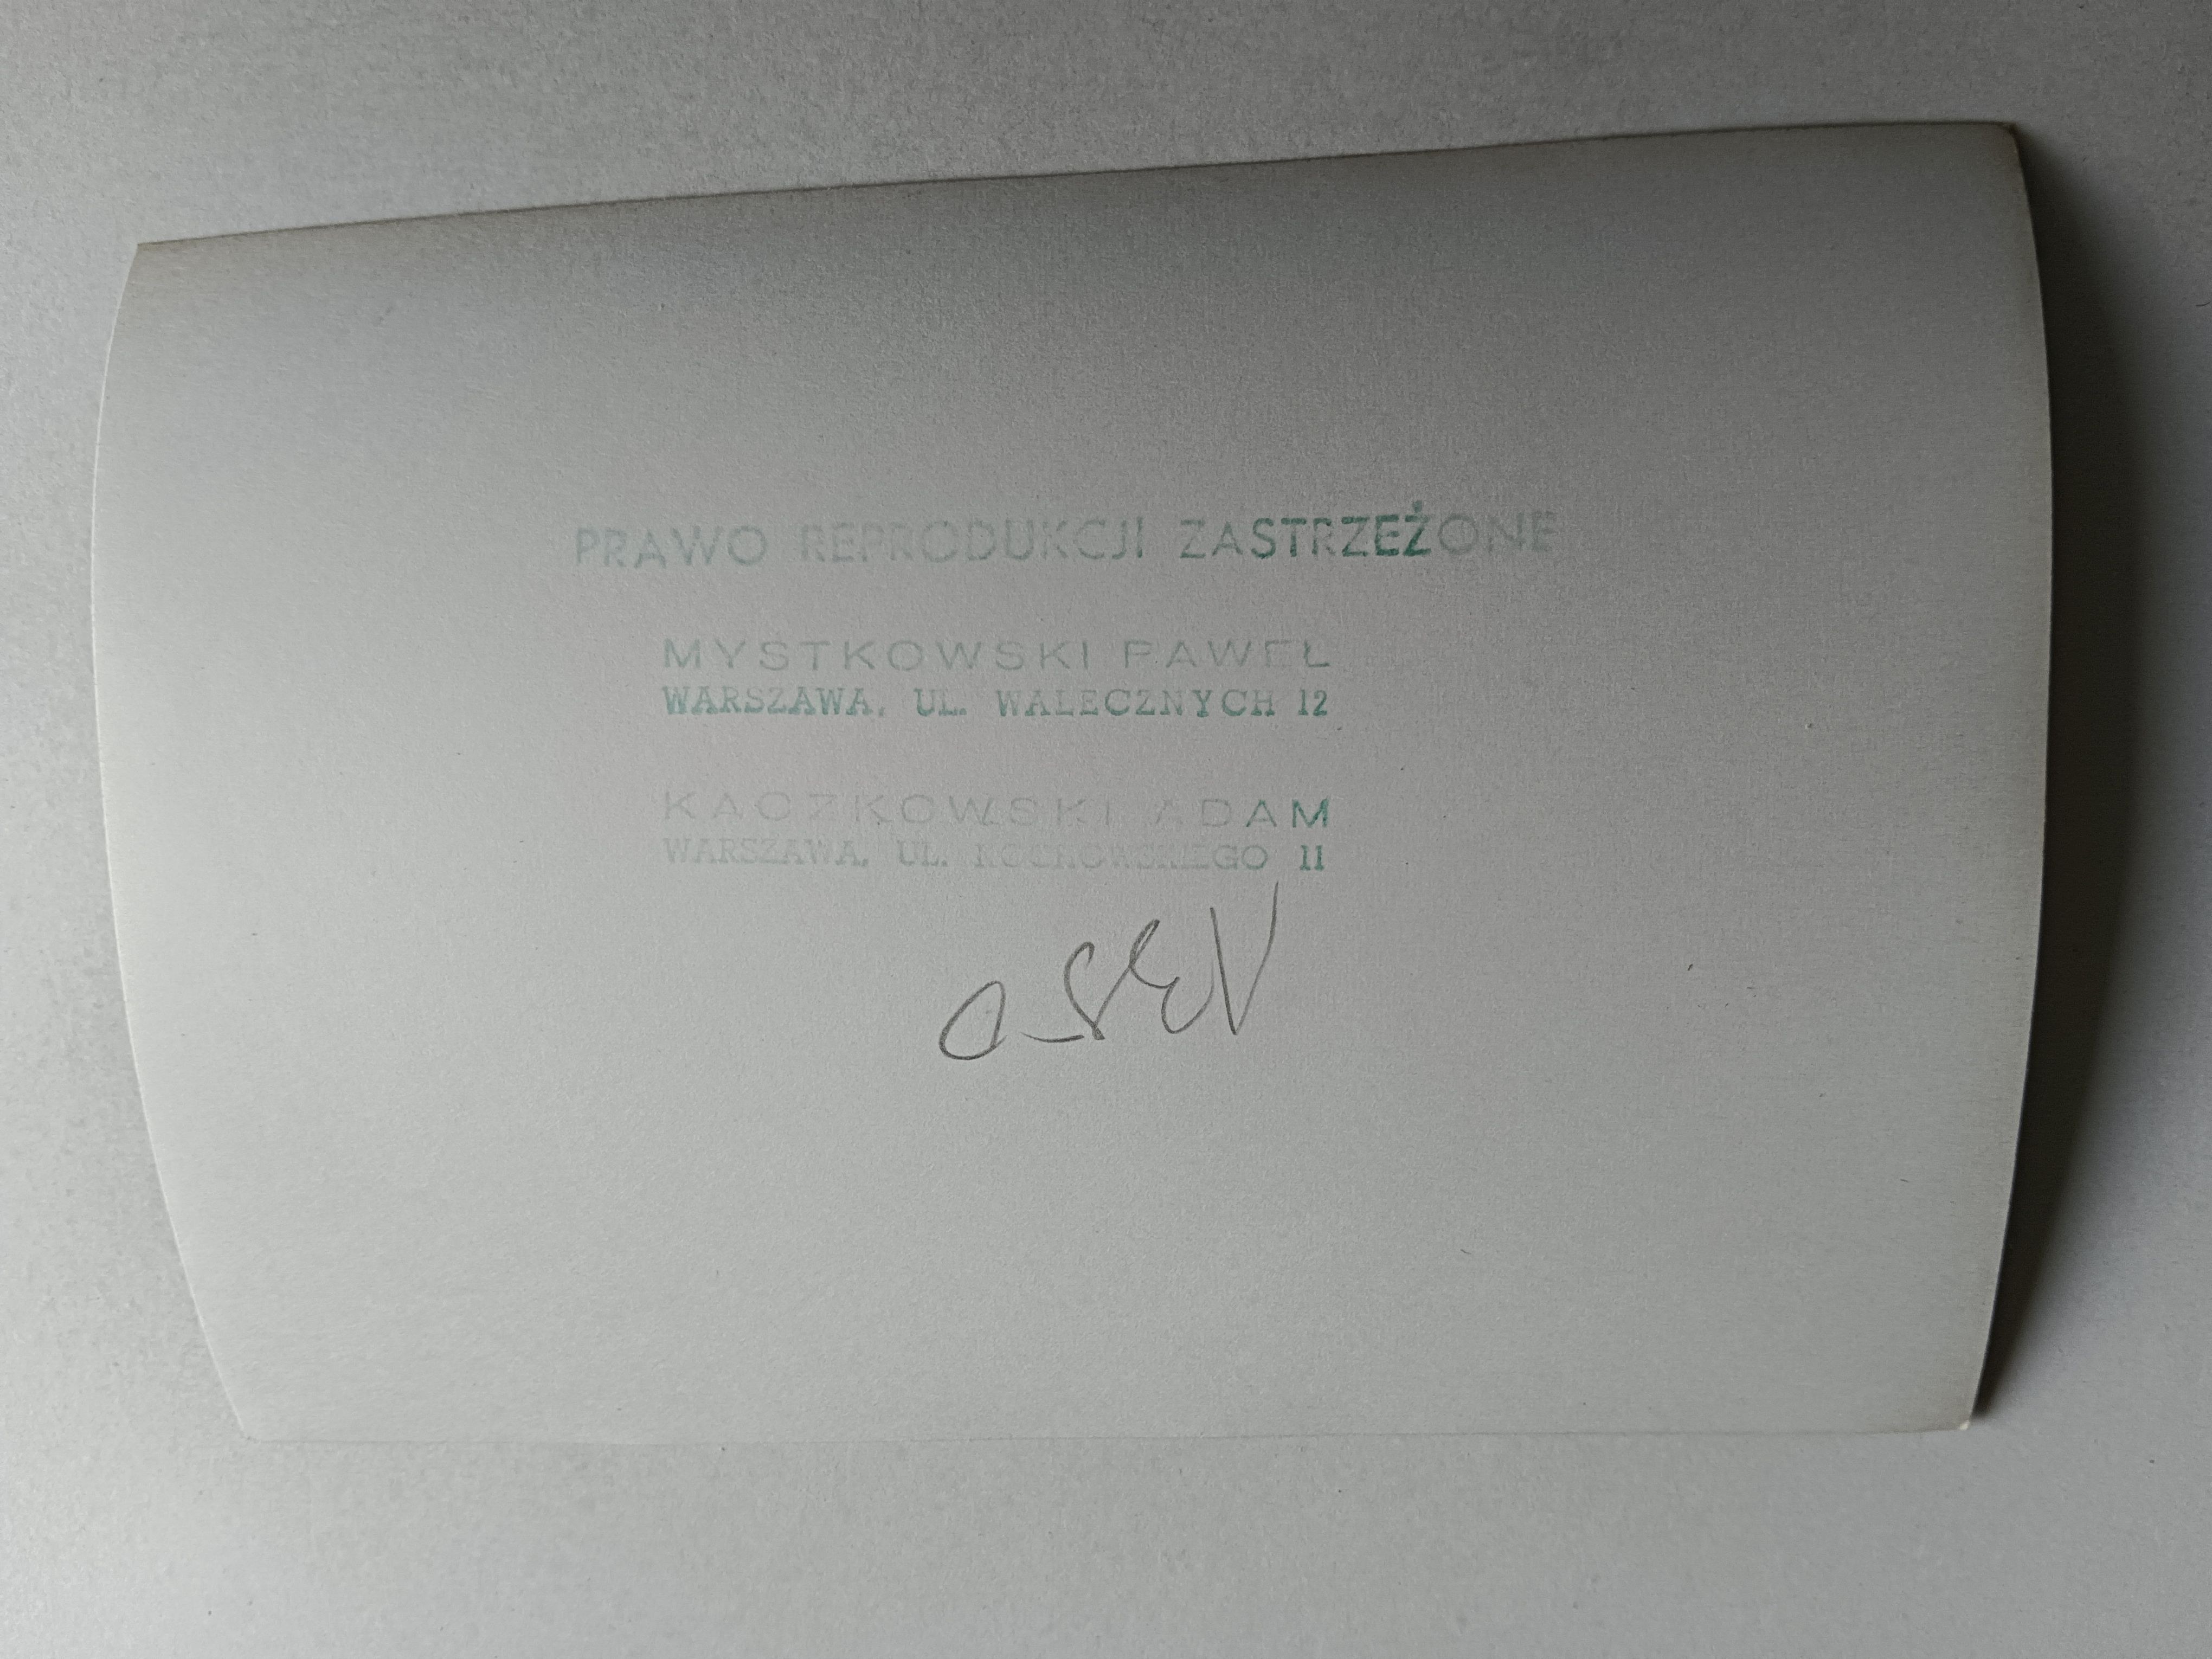 PRAWO REPRODUKCJI ZASTRZEŻONE
MYSTKOWSKI PAWEŁ
WARSZAWA, UL. WALECZNYCH 12
KACZKOWSKI ADAM
WARSZAWA, UL. 11